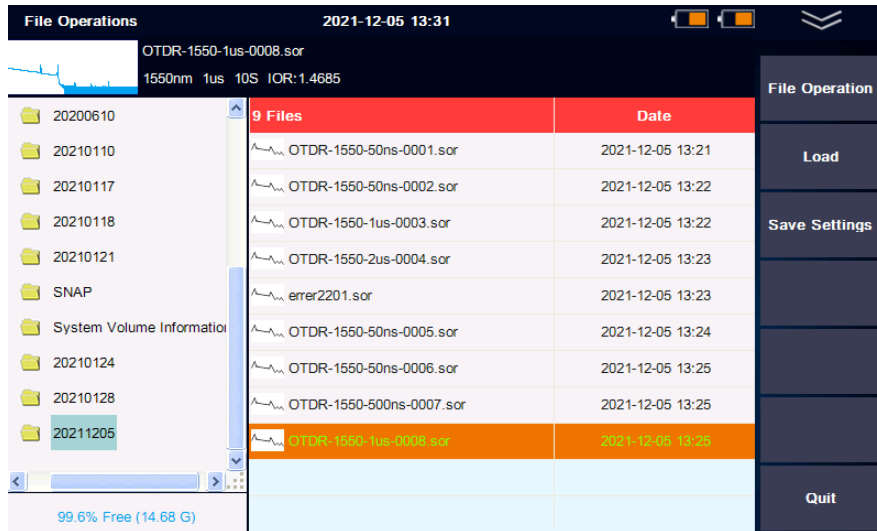 File Operations 2021-12-05 13:31
OTDR-1550-1us-0008.sor
1550nm 1us 10S IOR:1.4685
20200610
20210110
20210117
20210118
20210121
SNAP
System Volume Informatio
20210124
20210128
20211205
99.6% Free (14.68 G)
9 Files Date
OTDR-1550-50ns-0001.sor 2021-12-05 13:21
OTDR-1550-50ns-0002.sor 2021-12-05 13:22
OTDR-1550-1us-0003.sor 2021-12-05 13:22
OTDR-1550-2us-0004.sor 2021-12-05 13:23
errer2201.sor 2021-12-05 13:23
OTDR-1550-50ns-0005.sor 2021-12-05 13:24
OTDR-1550-50ns-0006.sor 2021-12-05 13:25
OTDR-1550-500ns-0007.sor 2021-12-05 13:25
OTDR-1550-1us-0008.sor 2021-12-05 13:25
File Operation
Load
Save Settings
Quit